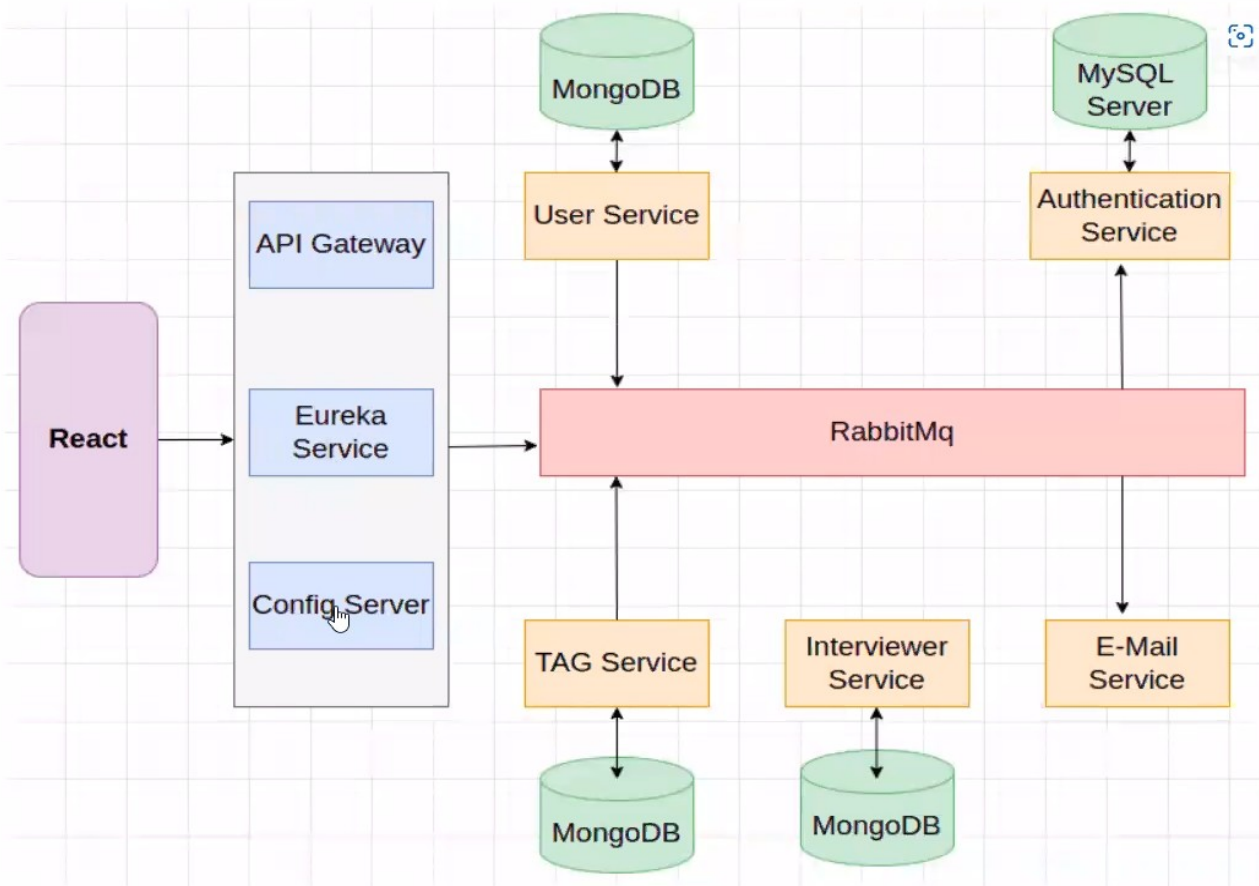 MongoDB
MySQL
Server
User Service
Authentication
Service
API Gateway
React
Eureka
Service
RabbitMq
Config Server
TAG Service
Interviewer
Service
E-Mail
Service
MongoDB
MongoDB